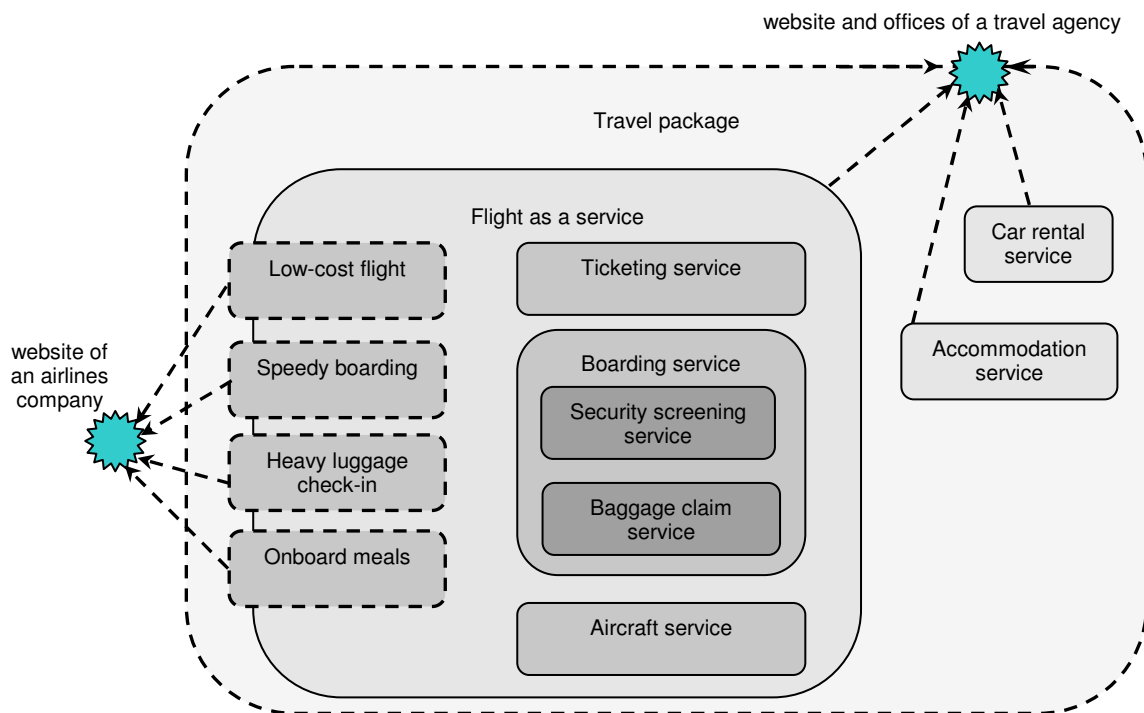 website and offices of a travel agency
Travel package
Flight as a service
Low-cost flight
Ticketing service
Car rental
service
website of
an airlines
company
Speedy boarding
Boarding service
Accommodation
service
Security screening
service
Heavy luggage
check-in
Baggage claim
service
Onboard meals
Aircraft service